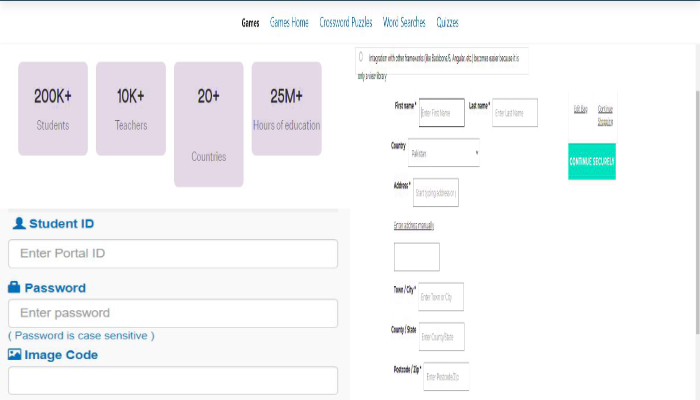 Games Games Home Crossword Puzzles Word Searches Quizzes
200K+
Students
10K+
Teachers
20+
Countries
25M+
Hours of education
Student ID
Enter Portal ID
Password
Enter password
( Password is case sensitive )
Image Code
Integration with other frameworks (like Backbone.JS, Angular, etc.) becomes easier because it is
only a view library
First name *
Enter First Name
Last name *
Enter Last Name
Country
Pakistan
Address *
Start typing address or
Enter address manually
Town / City *
Enter Town or City
County / State
Enter County/State
Postcode / Zip *
Enter Postcode/Zip
Edit Bag
Continue
Shopping
CONTINUE SECURELY